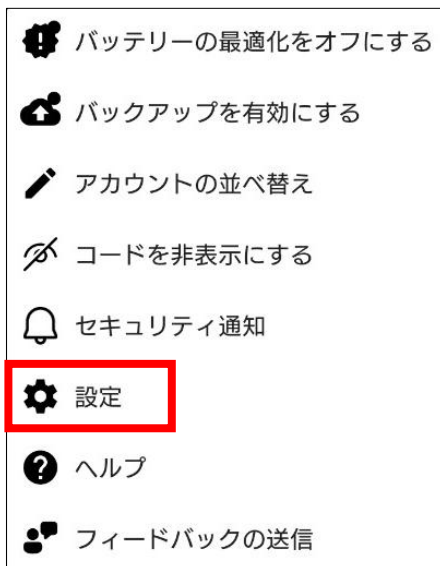 バッテリーの最適化をオフにする
バックアップを有効にする
アカウントの並べ替え
コードを非表示にする
セキュリティ通知
設定
ヘルプ
フィードバックの送信